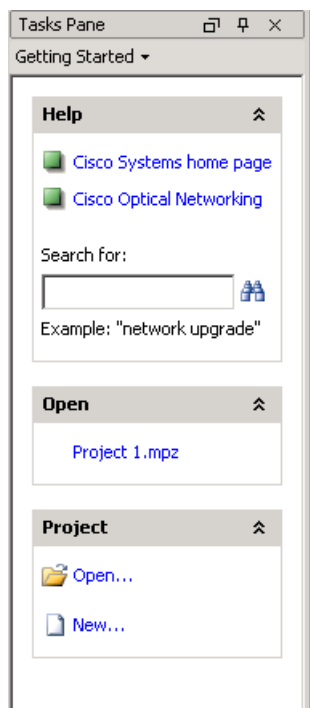 Tasks Pane
Getting Started
Help
Cisco Systems home page
Cisco Optical Networking
Search for:
Example: "network upgrade"
Open
Project 1.mpz
Project
Open...
New...